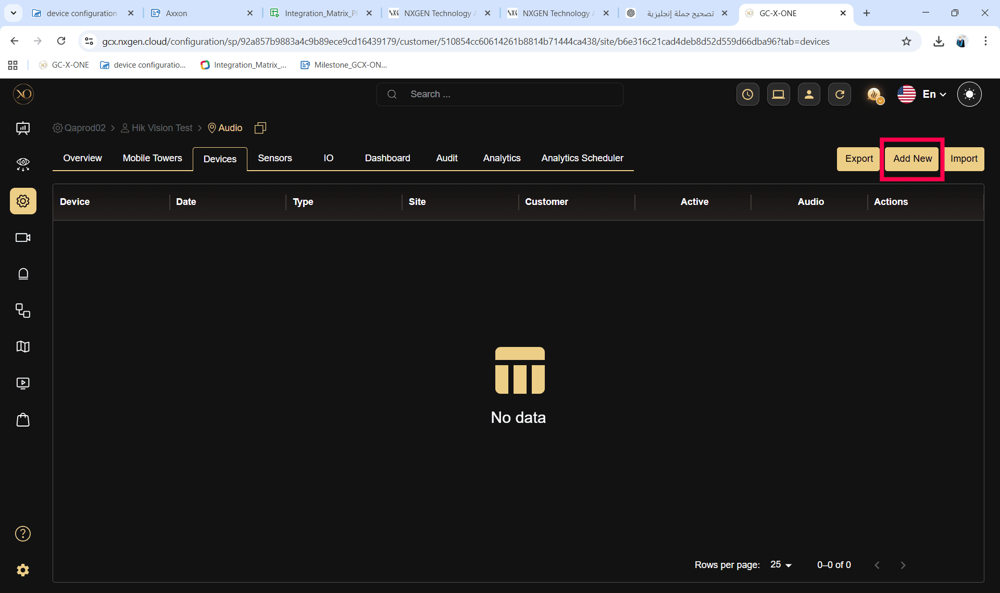 device configuration
Axxon
Integration_Matrix_P
NXGEN Technology
NXGEN Technology
تصحيح جملة إنجليزية
GC-X-ONE
gcx.nxgen.cloud/configuration/sp/92a857b9883a4c9b89ece9cd16439179/customer/510854cc60614261b8814b71444ca438/site/b6e316c21cad4deb8d52d559d66dba96?tab=devices
GC-X-ONE
device configuratio...
Integration_Matrix_...
Milestone_GCX-ON...
XO
Search ...
En
Qaprod02 > Hik Vision Test > Audio
Overview Mobile Towers Devices Sensors IO Dashboard Audit Analytics Analytics Scheduler
Export Add New Import
Device Date Type Site Customer Active Audio Actions
No data
Rows per page: 25 0–0 of 0